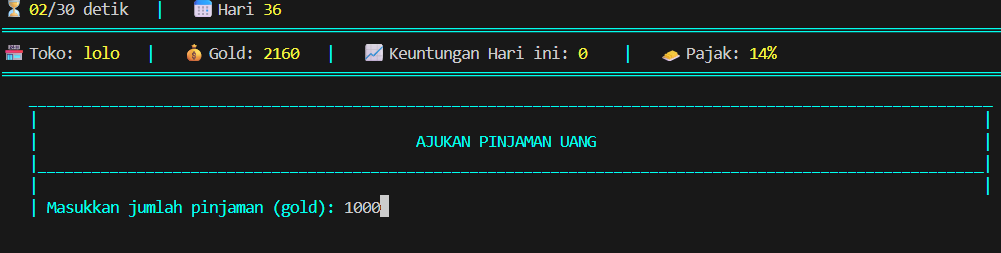 02/30 detik | Hari 36
Toko: lolo | Gold: 2160 | Keuntungan Hari ini: 0 | Pajak: 14%
AJUKAN PINJAMAN UANG
Masukkan jumlah pinjaman (gold): 1000